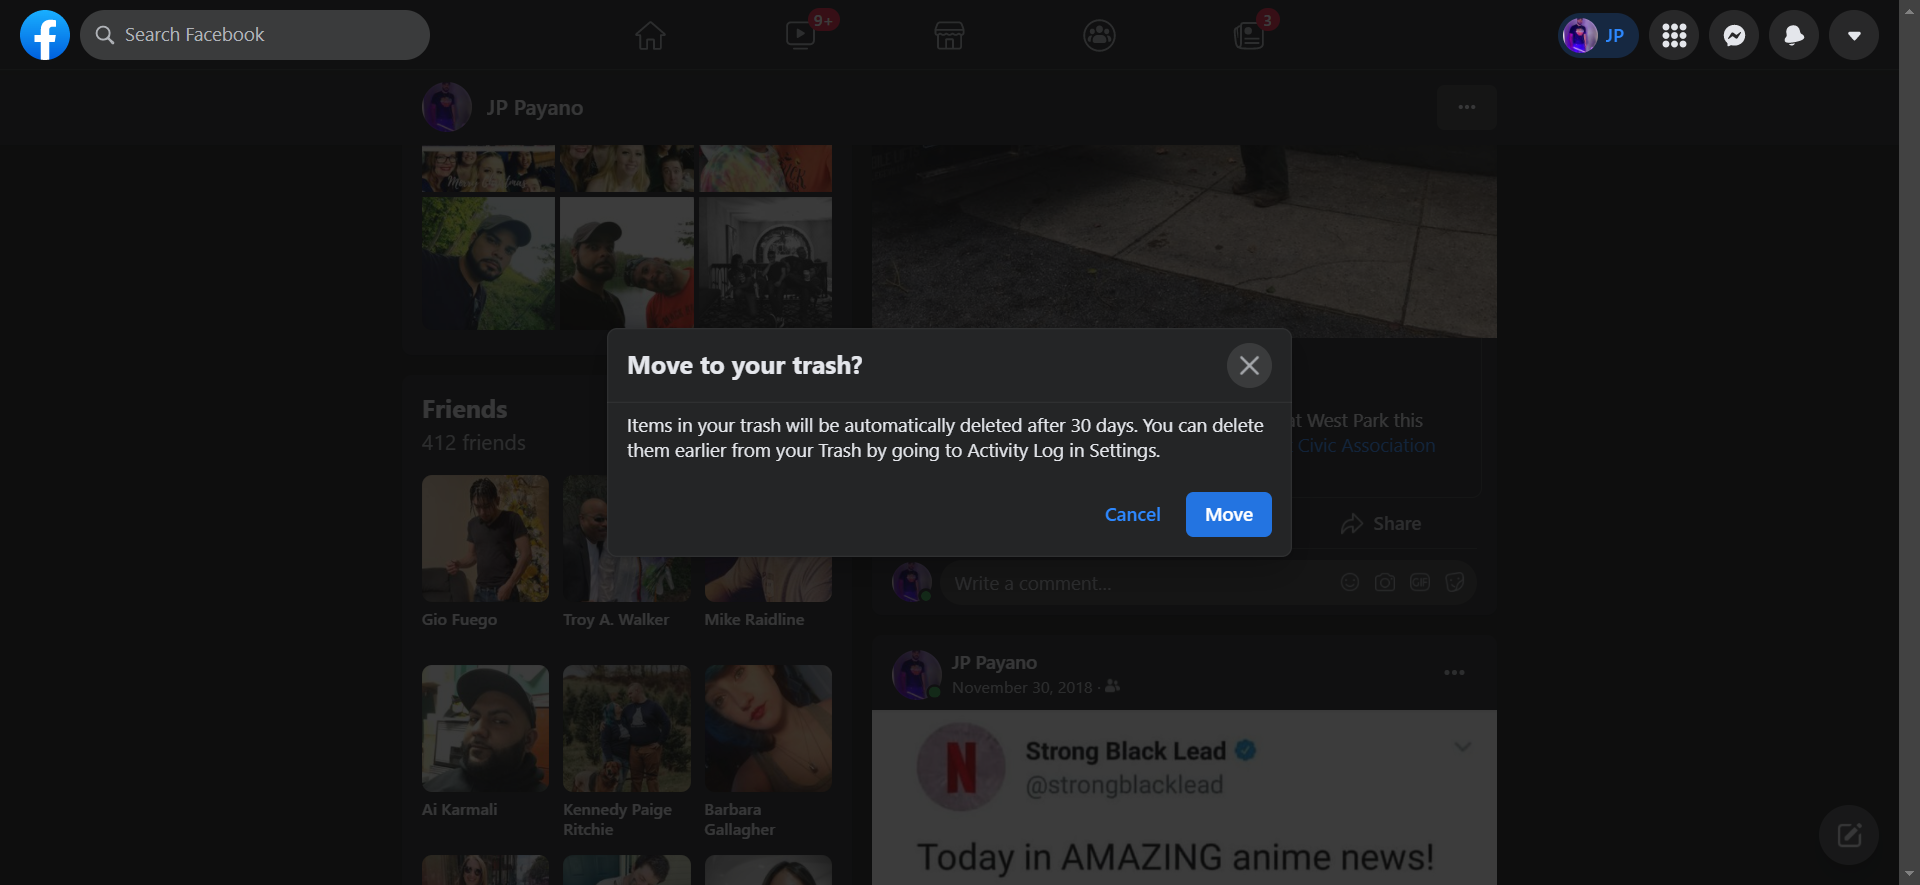 Search Facebook
9+
3
JP
JP Payano
Move to your trash?
Items in your trash will be automatically deleted after 30 days. You can delete
them earlier from your Trash by going to Activity Log in Settings.
Cancel
Move
Friends
412 friends
Gio Fuego
Troy A. Walker
Mike Raidline
Ai Karmali
Kennedy Paige
Ritchie
Barbara
Gallagher
at West Park this
Civic Association
Share
Write a comment...
GIF
JP Payano
November 30, 2018 ·
N
Strong Black Lead
@strongblacklead
Today in AMAZING anime news!